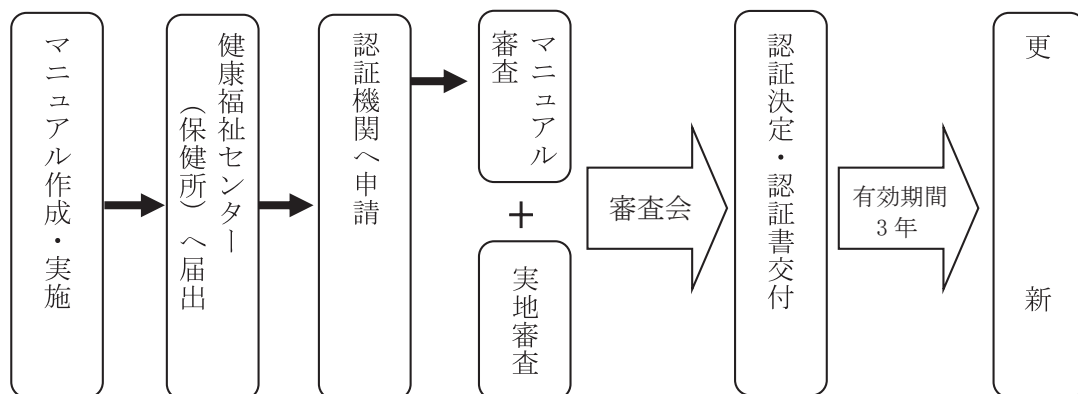 マニュアル作成・実施
健康福祉センター
（保健所）へ届出
認証機関へ申請
マニュアル
審査
＋
実地審査
審査会
認証決定・認証書交付
有効期間
3 年
更新